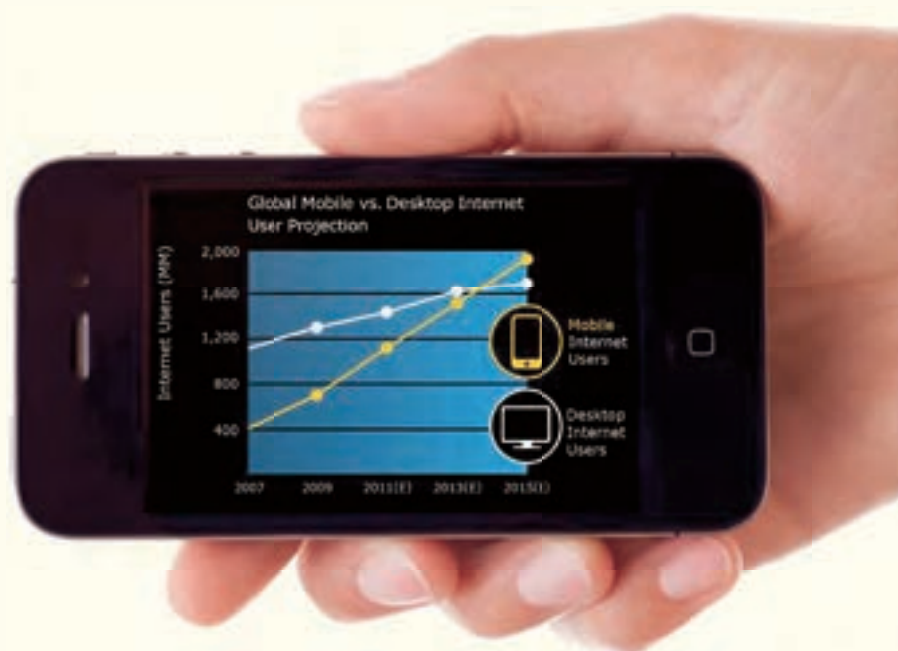 Global Mobile vs. Desktop Internet
User Projection
Internet Users (MM)
2,000
1,600
1,200
800
400
2007 2009 2011(E) 2013(E) 2015(E)
Mobile
Internet
Users
Desktop
Internet
Users